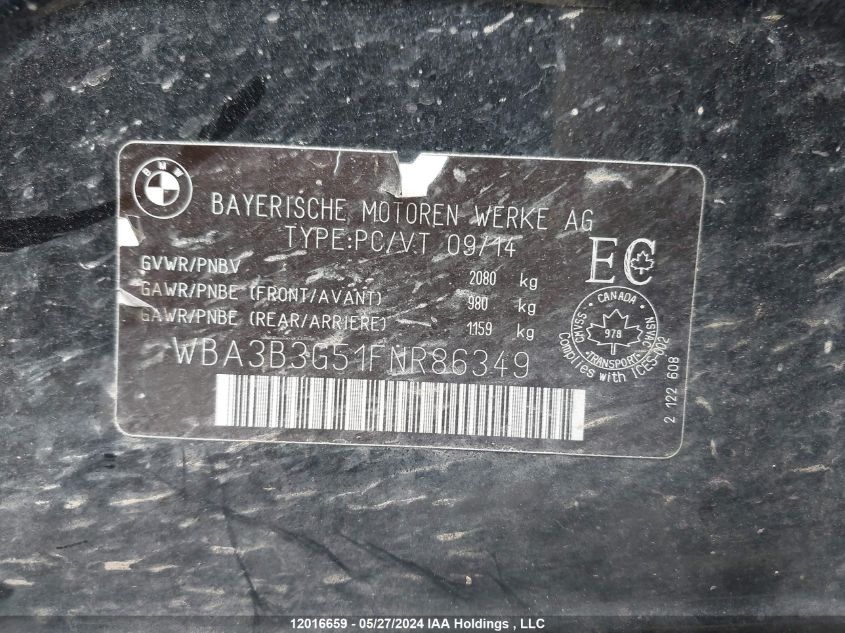 BMW
BAYERISCHE MOTOREN WERKE AG
TYPE:PC/VT 09/14
GVWR/PNBV 2080 kg
GAWR/PNBE (FRONT/AVANT) 980 kg
GAWR/PNBE (REAR/ARRIERE) 1159 kg
EC
CANADA
CMVSS
NSVAC
978
TRANSPORT
Complies with ICES-002
WBA3B3G51FNR86349
2 122 608
12016659 - 05/27/2024 IAA Holdings , LLC